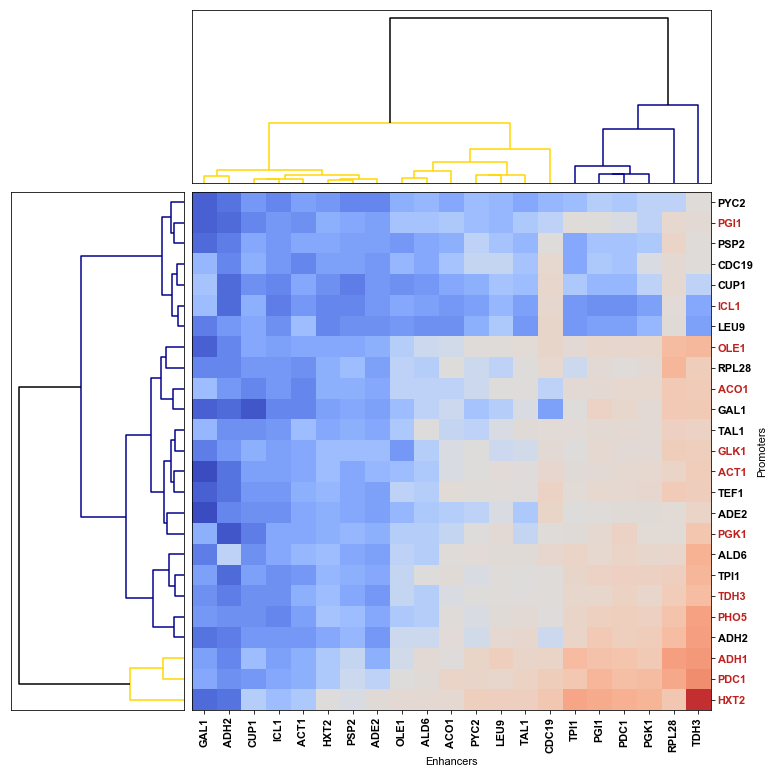 PYC2
PGI1
PSP2
CDC19
CUP1
ICL1
LEU9
OLE1
RPL28
ACO1
GAL1
TAL1
GLK1
ACT1
TEF1
ADE2
PGK1
ALD6
TPI1
TDH3
PHO5
ADH2
ADH1
PDC1
HXT2
Promoters
GAL1 ADH2 CUP1 ICL1 ACT1 HXT2 PSP2 ADE2 OLE1 ALD6 ACO1 PYC2 LEU9 TAL1 CDC19 TPI1 PGI1 PDC1 PGK1 RPL28 TDH3
Enhancers